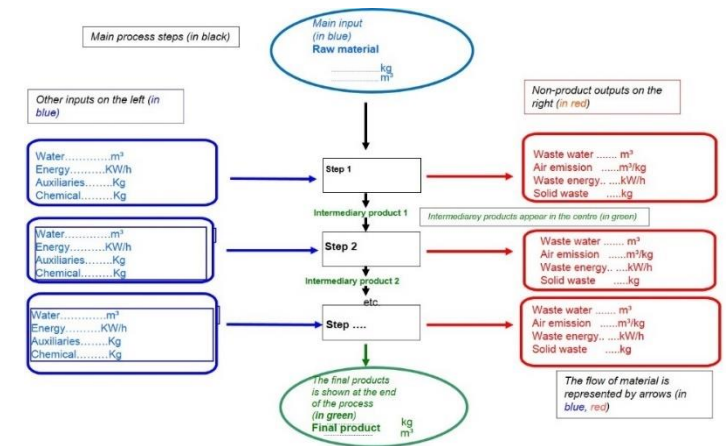 Main process steps (in black)
Main input
(in blue)
Raw material
............kg
............m³
Other inputs on the left (in
blue)
Non-product outputs on the
right (in red)
Water.............m³
Energy.........KW/h
Auxiliaries........Kg
Chemical.........Kg
Step 1
Waste water ....... m³
Air emission ......m³/kg
Waste energy.. ....kW/h
Solid waste .....kg
Intermediary product 1
Intermediarey products appear in the centre (in green)
Water.............m³
Energy.........KW/h
Auxiliaries........Kg
Chemical.........Kg
Step 2
Waste water ....... m³
Air emission ......m³/kg
Waste energy.. ....kW/h
Solid waste .....kg
Intermediary product 2
etc.
Water.............m³
Energy..........KW/h
Auxiliaries.........Kg
Chemical.........Kg
Step ....
Waste water ....... m³
Air emission ......m³/kg
Waste energy.. ....kW/h
Solid waste .....kg
The final products
is shown at the end
of the process
(in green)
Final product kg
............ m³
The flow of material is
represented by arrows (in
blue, red)